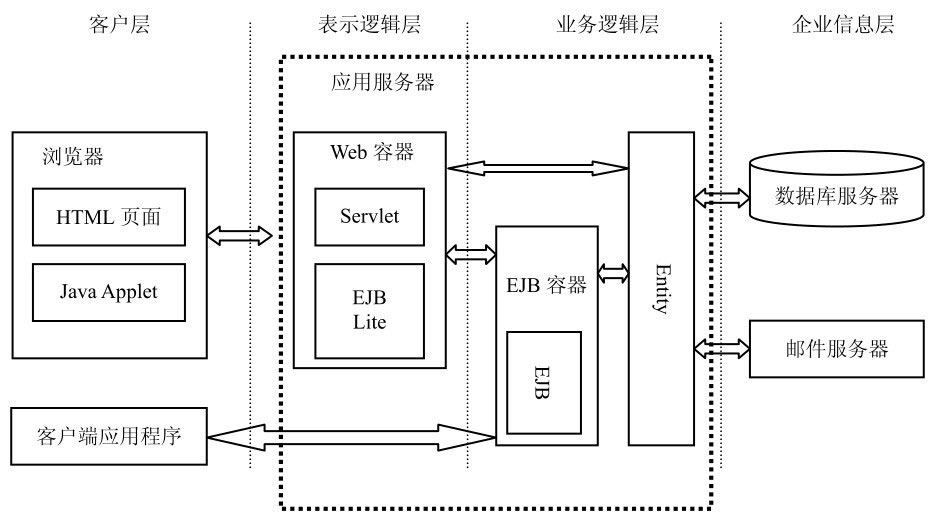 客户层
表示逻辑层
业务逻辑层
企业信息层
应用服务器
浏览器
HTML 页面
Java Applet
客户端应用程序
Web 容器
Servlet
EJB
Lite
EJB 容器
EJB
Entity
数据库服务器
邮件服务器